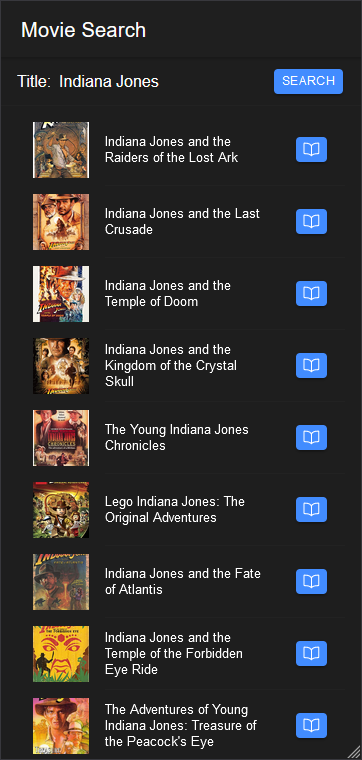 Movie Search
Title: Indiana Jones
SEARCH
Indiana Jones and the
Raiders of the Lost Ark
Indiana Jones and the Last
Crusade
Indiana Jones and the
Temple of Doom
Indiana Jones and the
Kingdom of the Crystal
Skull
The Young Indiana Jones
Chronicles
Lego Indiana Jones: The
Original Adventures
Indiana Jones and the Fate
of Atlantis
Indiana Jones and the
Temple of the Forbidden
Eye Ride
The Adventures of Young
Indiana Jones: Treasure of
the Peacock's Eye